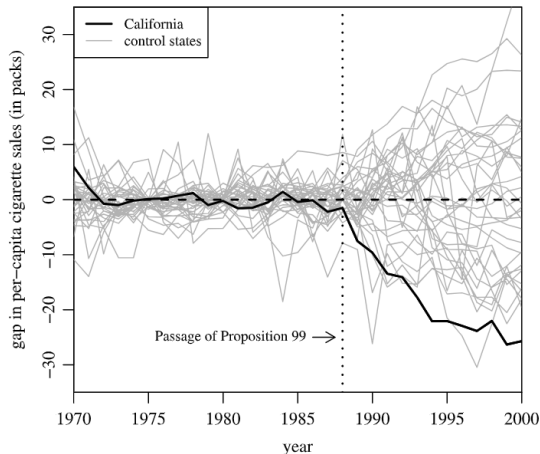 California
control states
gap in per−capita cigarette sales (in packs)
30
20
10
0
−10
−20
−30
Passage of Proposition 99
1970
1975
1980
1985
1990
1995
2000
year